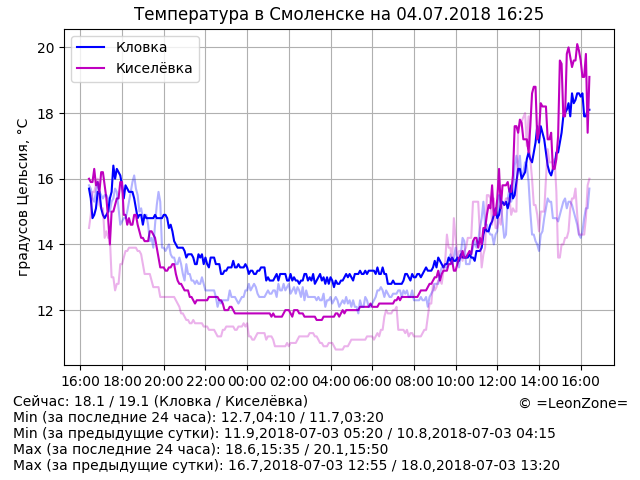 Температура в Смоленске на 04.07.2018 16:25
Кловка
Киселёвка
градусов Цельсия, °C
20
18
16
14
12
16:00 18:00 20:00 22:00 00:00 02:00 04:00 06:00 08:00 10:00 12:00 14:00 16:00
Сейчас: 18.1 / 19.1 (Кловка / Киселёвка)
© =LeonZone=
Min (за последние 24 часа): 12.7,04:10 / 11.7,03:20
Min (за предыдущие сутки): 11.9,2018-07-03 05:20 / 10.8,2018-07-03 04:15
Max (за последние 24 часа): 18.6,15:35 / 20.1,15:50
Max (за предыдущие сутки): 16.7,2018-07-03 12:55 / 18.0,2018-07-03 13:20